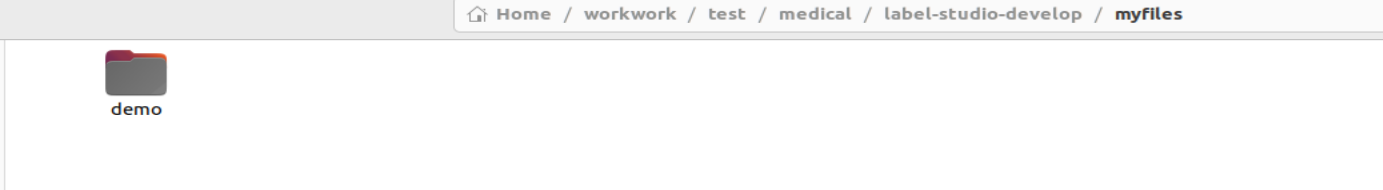 Home / workwork / test / medical / label-studio-develop / myfiles
demo